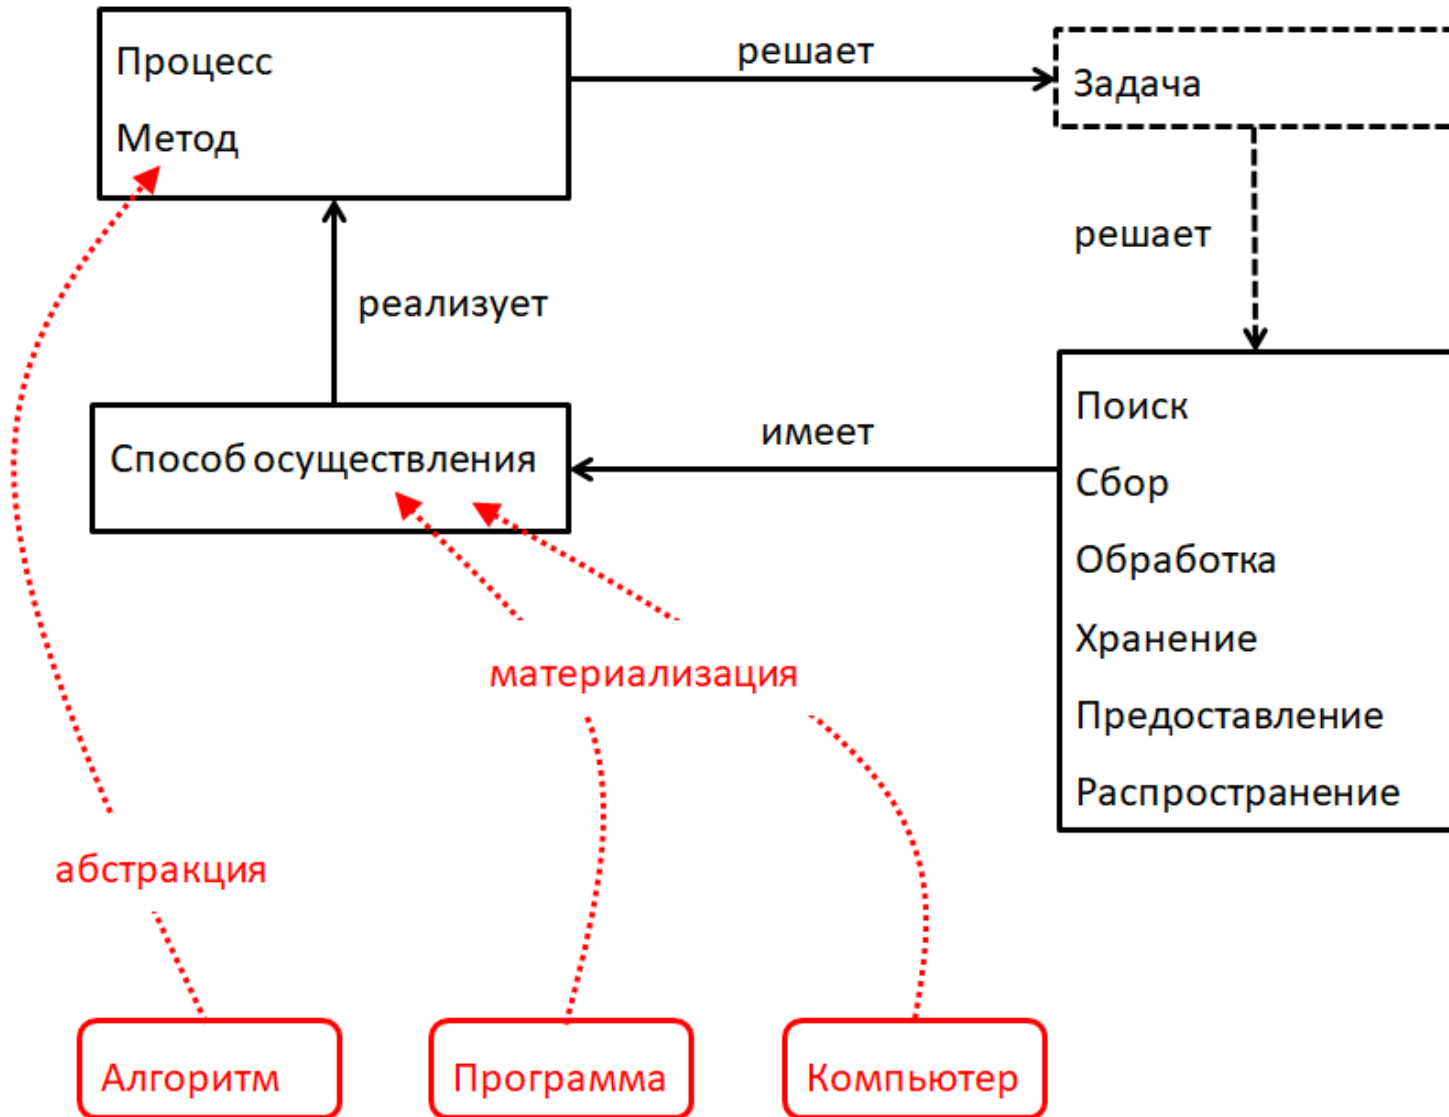 Процесс
Метод
решает
Задача
решает
реализует
Способ осуществления
имеет
Поиск
Сбор
Обработка
Хранение
Предоставление
Распространение
материализация
абстракция
Алгоритм
Программа
Компьютер